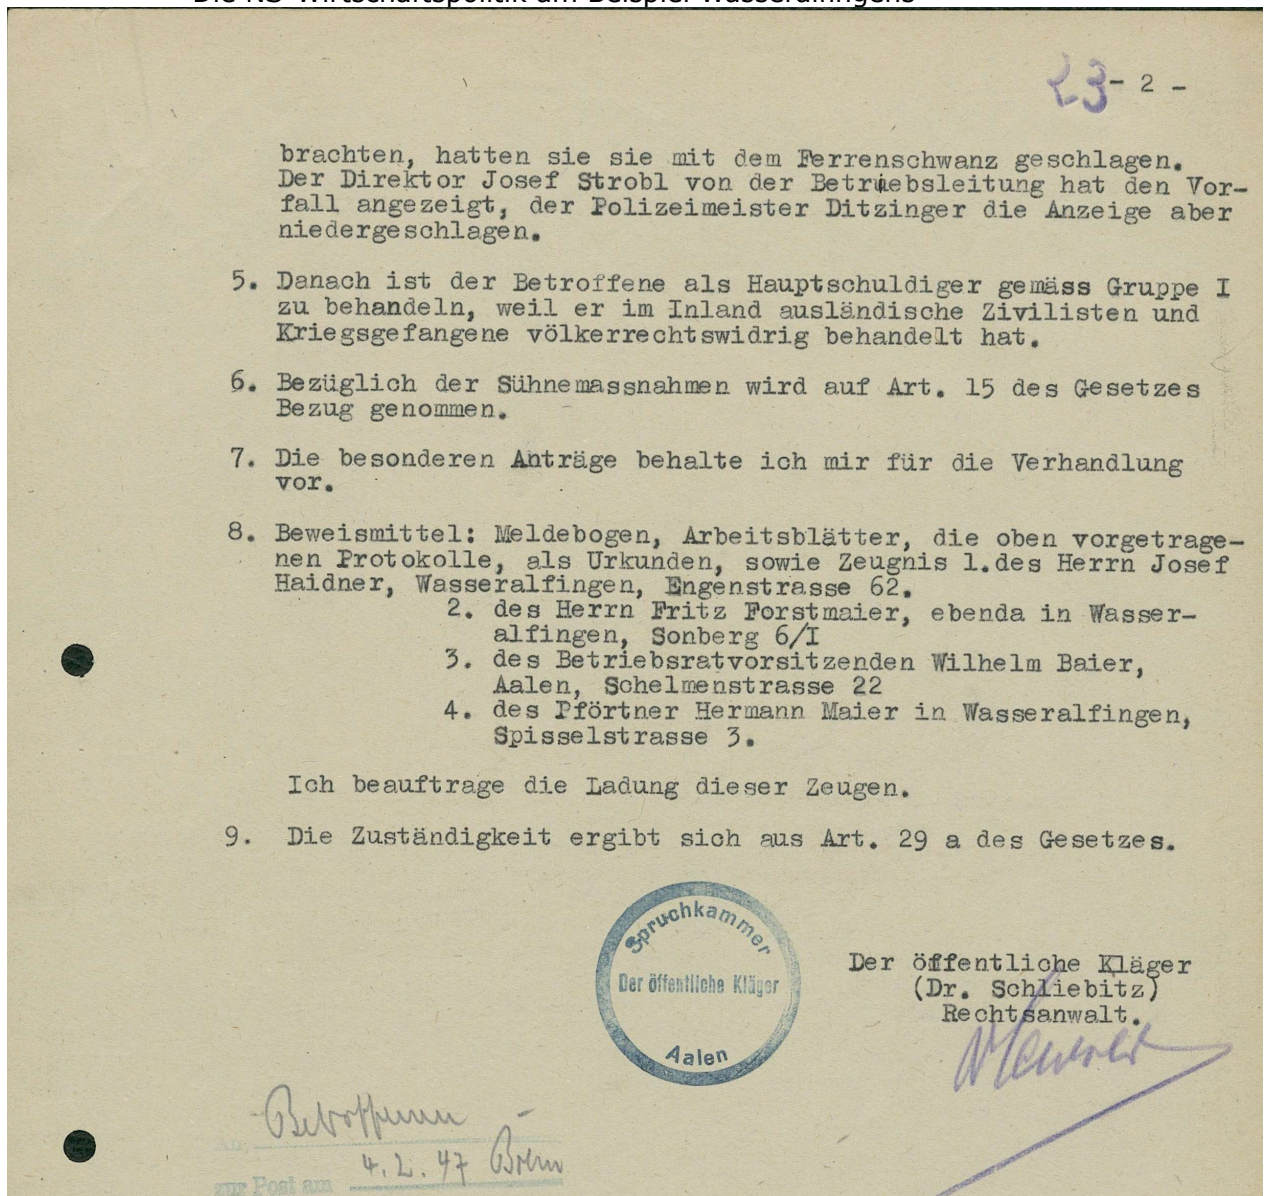 Die NS-Wirtschaftspolitik am Beispiel Wasseralfingens
23 - 2 -
brachten, hatten sie sie mit dem Ferrenschwanz geschlagen.
Der Direktor Josef Strobl von der Betriebsleitung hat den Vor-
fall angezeigt, der Polizeimeister Ditzinger die Anzeige aber
niedergeschlagen.
5. Danach ist der Betroffene als Hauptschuldiger gemäss Gruppe I
zu behandeln, weil er im Inland ausländische Zivilisten und
Kriegsgefangene völkerrechtswidrig behandelt hat.
6. Bezüglich der Sühnemassnahmen wird auf Art. 15 des Gesetzes
Bezug genommen.
7. Die besonderen Anträge behalte ich mir für die Verhandlung
vor.
8. Beweismittel: Meldebogen, Arbeitsblätter, die oben vorgetrage-
nen Protokolle, als Urkunden, sowie Zeugnis 1.des Herrn Josef
Haidner, Wasseralfingen, Engenstrasse 62.
2. des Herrn Fritz Forstmaier, ebenda in Wasser-
alfingen, Sonberg 6/I
3. des Betriebsratvorsitzenden Wilhelm Baier,
Aalen, Schelmenstrasse 22
4. des Pförtner Hermann Maier in Wasseralfingen,
Spisselstrasse 3.
Ich beauftrage die Ladung dieser Zeugen.
9. Die Zuständigkeit ergibt sich aus Art. 29 a des Gesetzes.
Spruchkammer
Der öffentliche Kläger
Aalen
Der öffentliche Kläger
(Dr. Schliebitz)
Rechtsanwalt.
Betroffenen
4.2.47
zur Post am